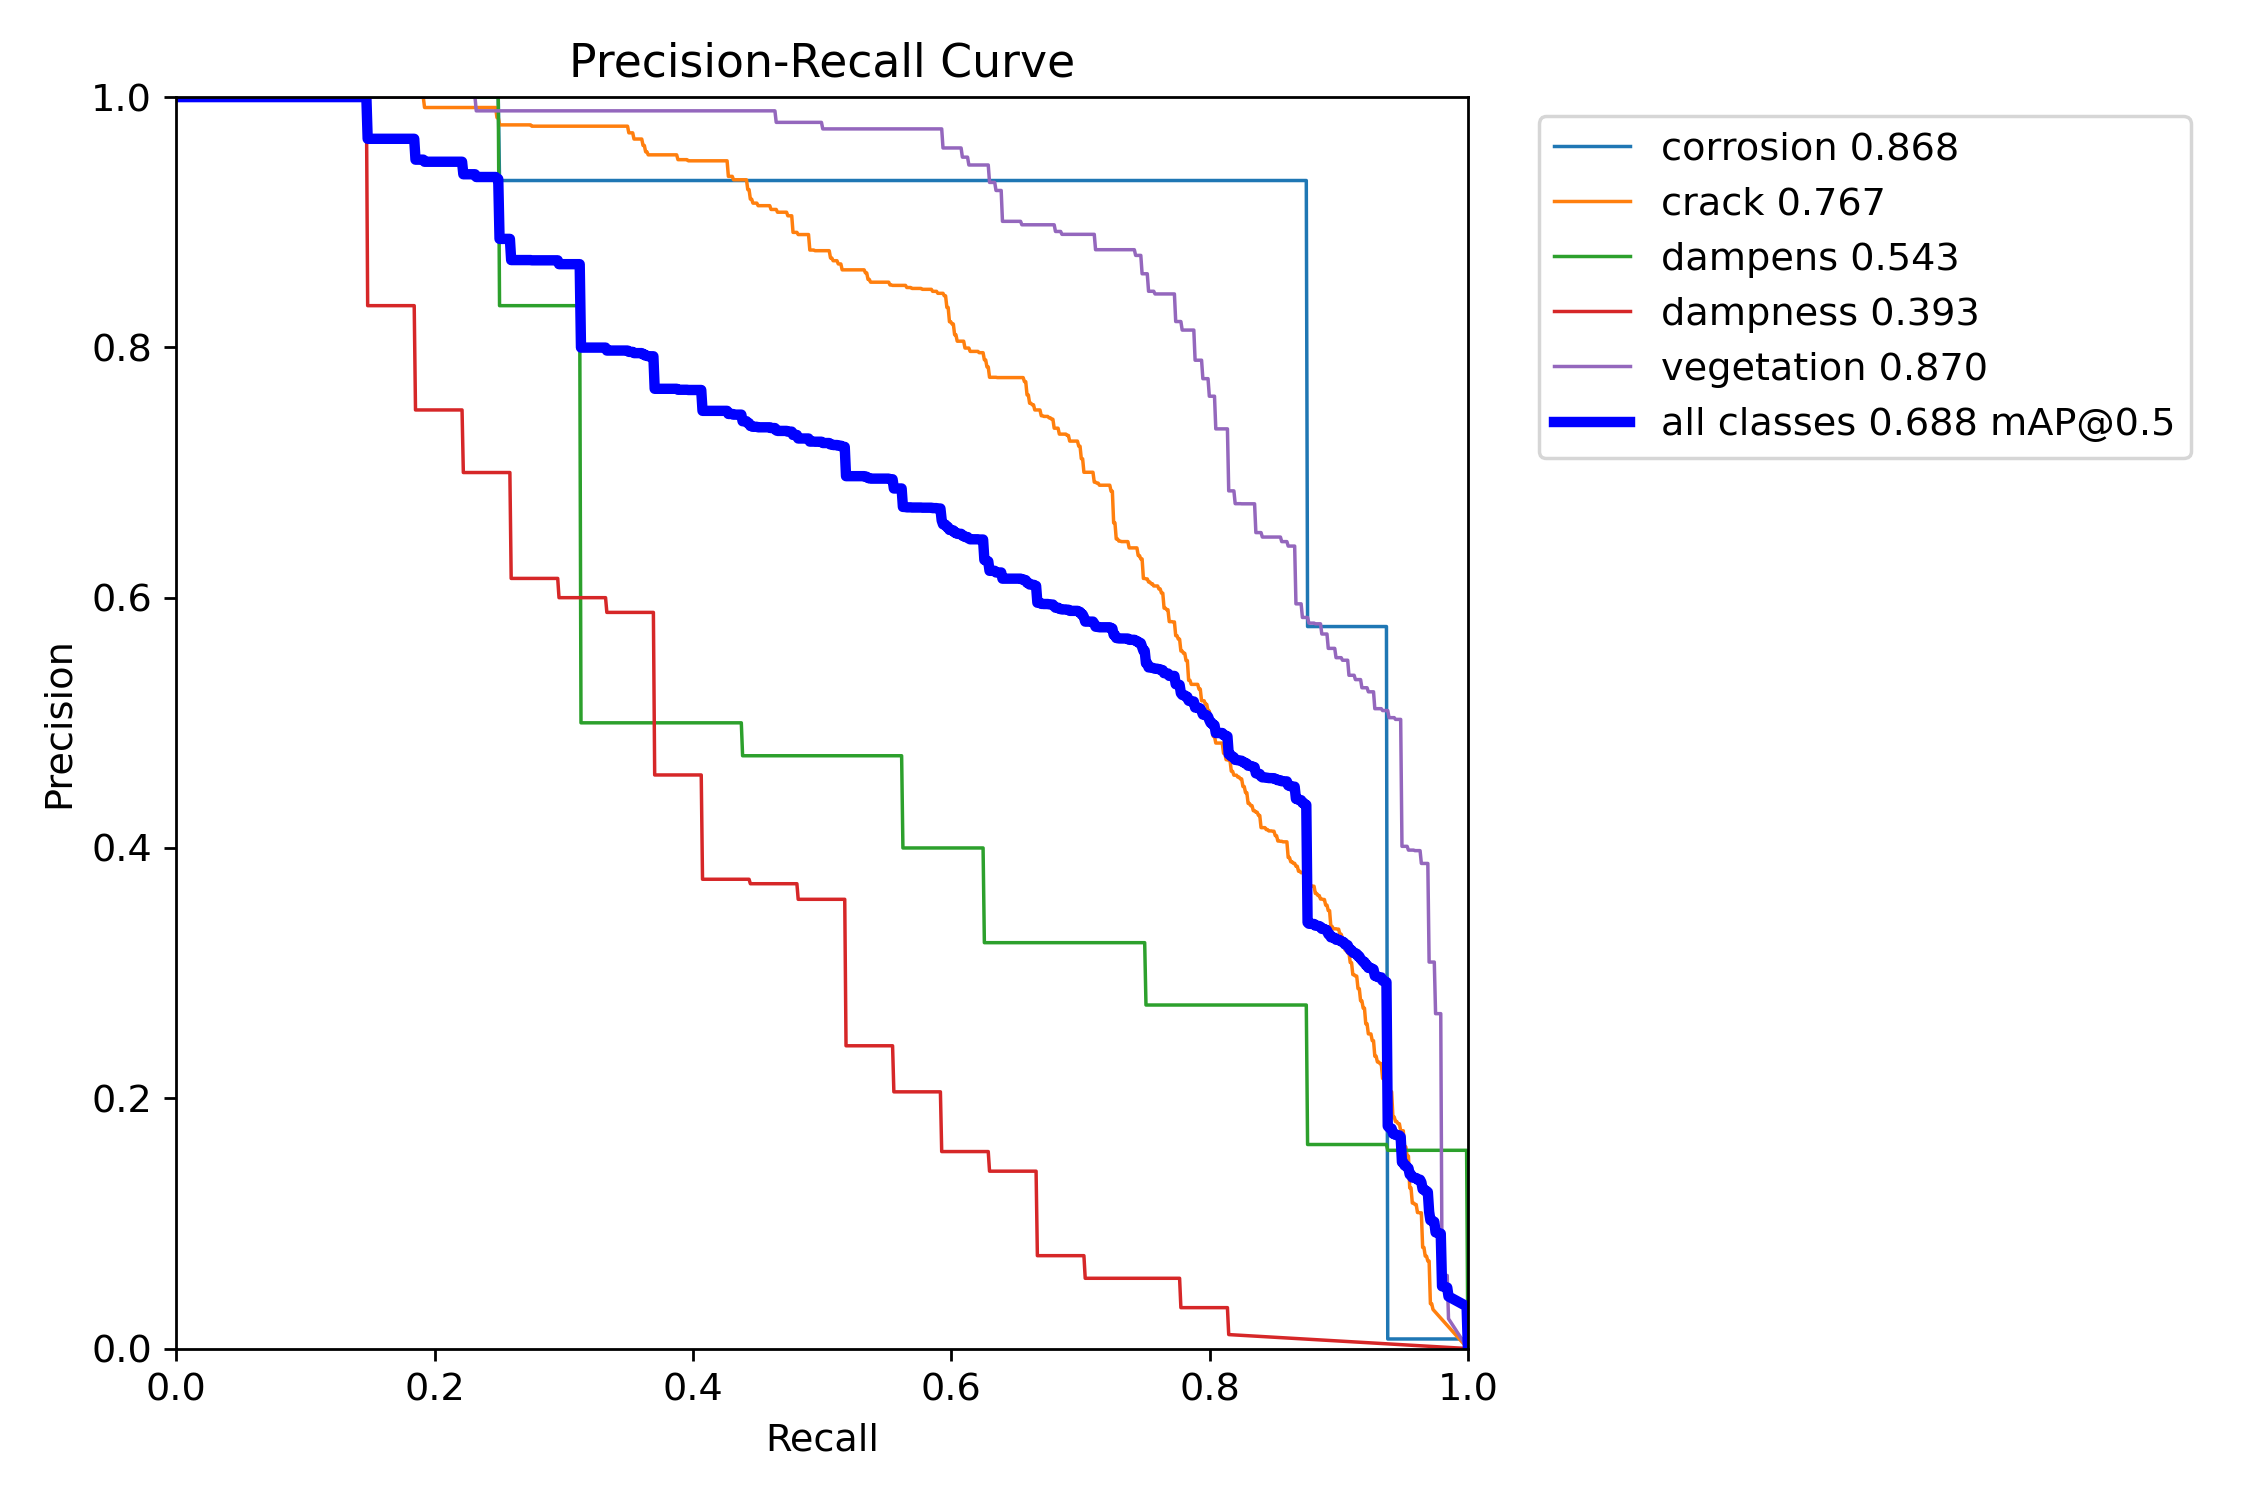 Precision-Recall Curve
1.0
0.8
0.6
0.4
0.2
0.0
Precision
0.0 0.2 0.4 0.6 0.8 1.0
Recall
corrosion 0.868
crack 0.767
dampens 0.543
dampness 0.393
vegetation 0.870
all classes 0.688 mAP@0.5